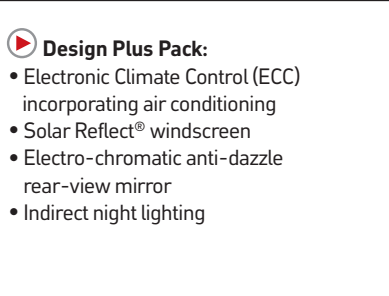 Design Plus Pack:
• Electronic Climate Control (ECC)
incorporating air conditioning
• Solar Reflect® windscreen
• Electro-chromatic anti-dazzle
rear-view mirror
• Indirect night lighting